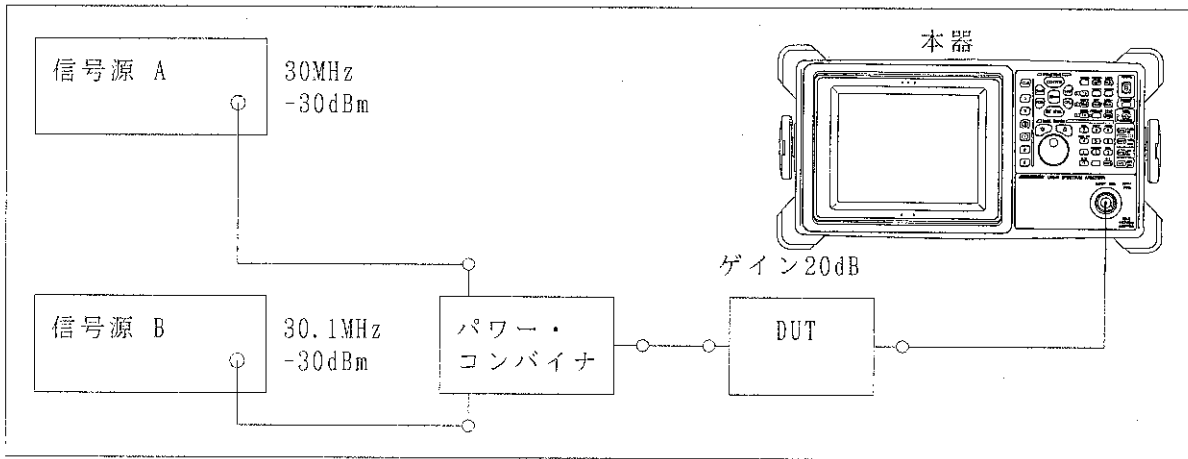 本器
信号源 A
30MHz
-30dBm
ゲイン20dB
信号源 B
30.1MHz
-30dBm
パワー・
コンバイナ
DUT